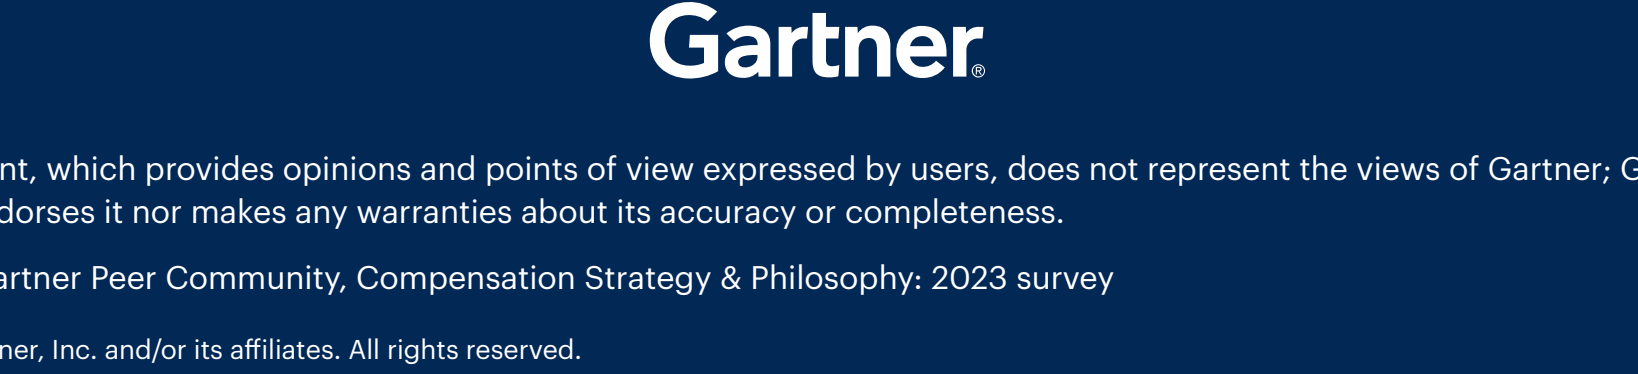 Gartner®
nt, which provides opinions and points of view expressed by users, does not represent the views of Gartner; G
dorses it nor makes any warranties about its accuracy or completeness.
artner Peer Community, Compensation Strategy & Philosophy: 2023 survey
ner, Inc. and/or its affiliates. All rights reserved.